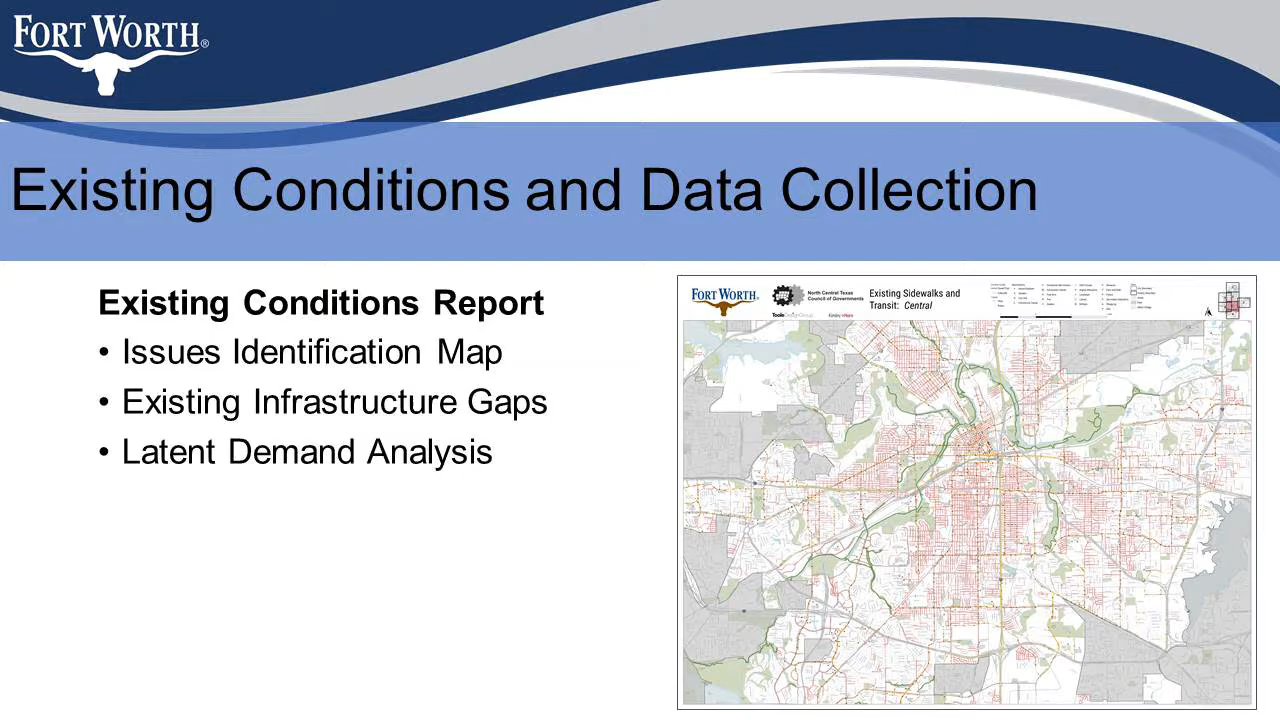 FORT WORTH®
Existing Conditions and Data Collection
Existing Conditions Report
• Issues Identification Map
• Existing Infrastructure Gaps
• Latent Demand Analysis
FORT WORTH
North Central Texas
Council of Governments
Existing Sidewalks and
Transit: Central